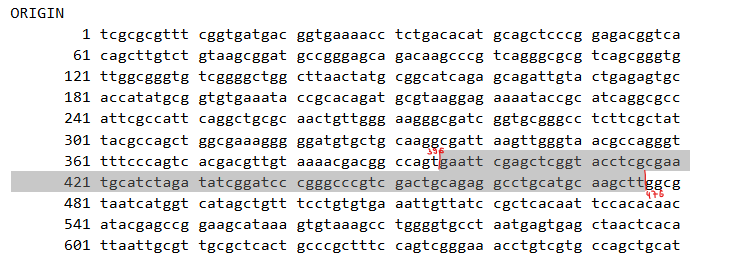 ORIGIN
1 tcgcgcgttt cggtgatgac ggtgaaaacc tctgacacat gcagctcccg gagacggtca
61 cagcttgtct gtaagcggat gccgggagca gacaagcccg tcagggcgcg tcagcgggtg
121 ttggcgggtg tcggggctgg cttaactatg cggcatcaga gcagattgta ctgagagtgc
181 accatatgcg gtgtgaaata ccgcacagat gcgtaaggag aaaataccgc atcaggcgcc
241 attcgccatt caggctgcgc aactgttggg aagggcgatc ggtgcgggcc tcttcgctat
301 tacgccagct ggcgaaaggg ggatgtgctg caaggcgatt aagttgggta acgccagggt
396
361 tttcccagtc acgacgttgt aaaacgacgg ccagtgaatt cgagctcggt acctcgcgaa
421 tgcatctaga tatcggatcc cgggcccgtc gactgcagag gcctgcatgc aagcttggcg
476
481 taatcatggt catagctgtt tcctgtgtga aattgttatc cgctcacaat tccacacaac
541 atacgagccg gaagcataaa gtgtaaagcc tggggtgcct aatgagtgag ctaactcaca
601 ttaattgcgt tgcgctcact gcccgctttc cagtcgggaa acctgtcgtg ccagctgcat